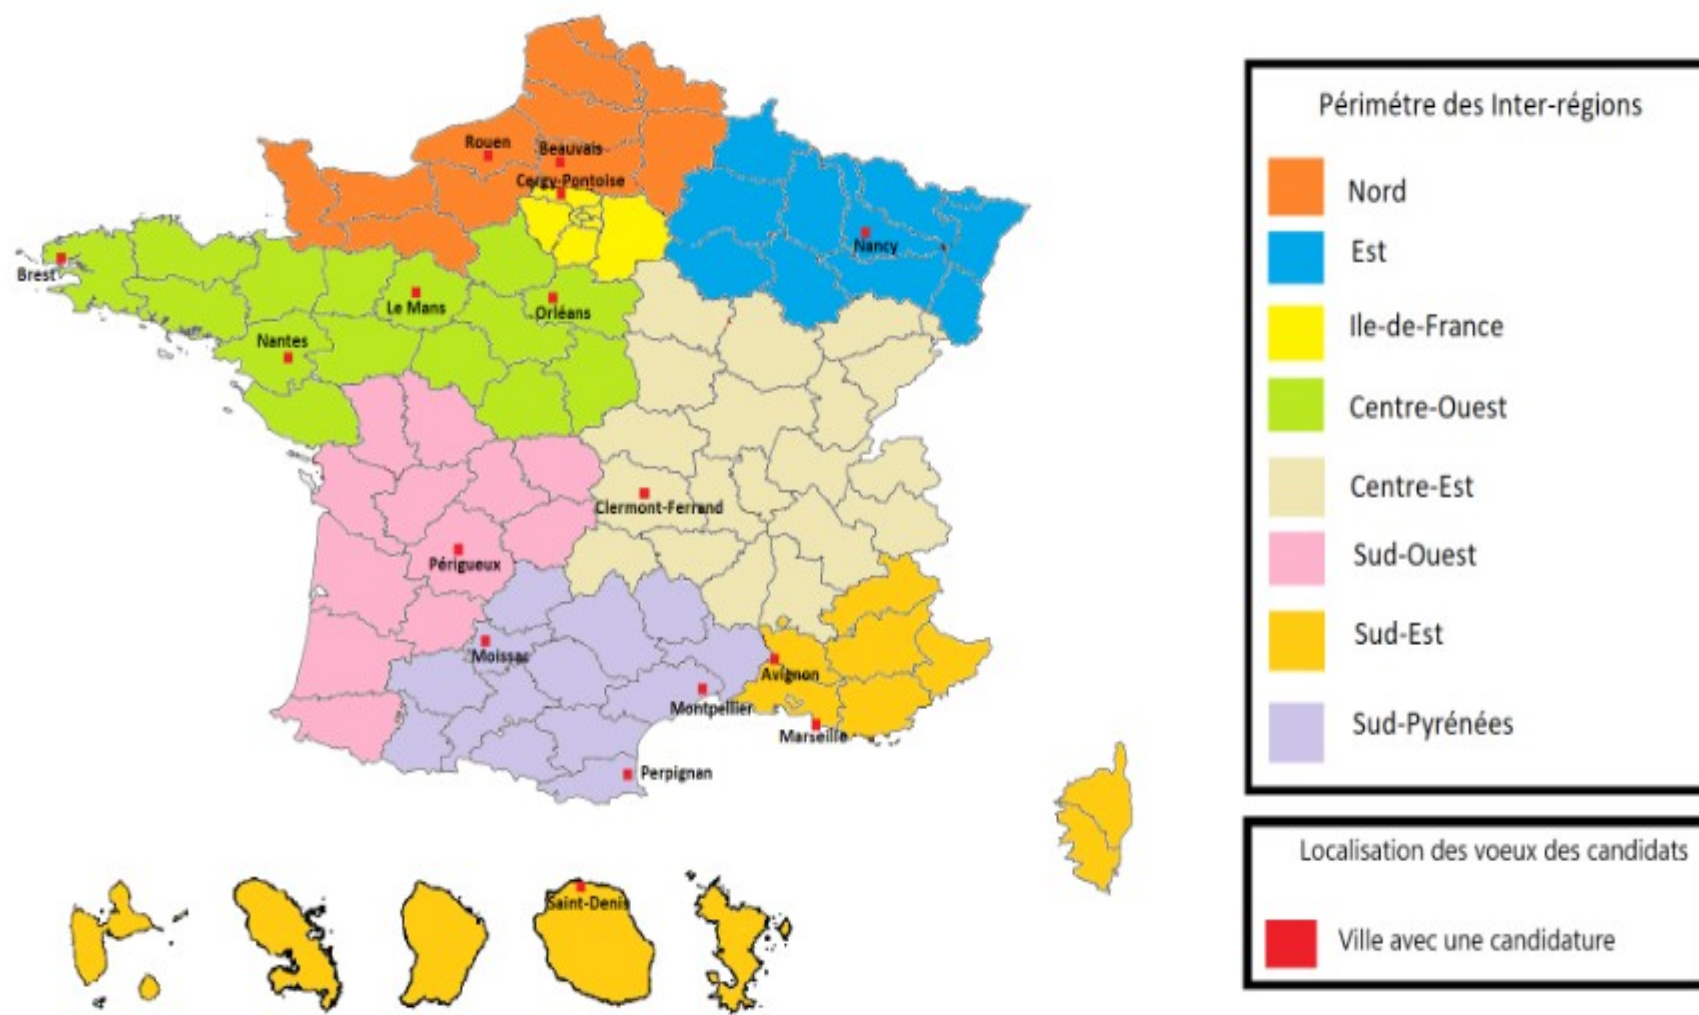 Rouen
Beauvais
Cergy-Pontoise
Nancy
Brest
Le Mans
Orléans
Nantes
Clermont-Ferrand
Périgueux
Moissac
Avignon
Montpellier
Marseille
Perpignan
Saint-Denis
Périmétre des Inter-régions
Nord
Est
Ile-de-France
Centre-Ouest
Centre-Est
Sud-Ouest
Sud-Est
Sud-Pyrénées
Localisation des voeux des candidats
Ville avec une candidature